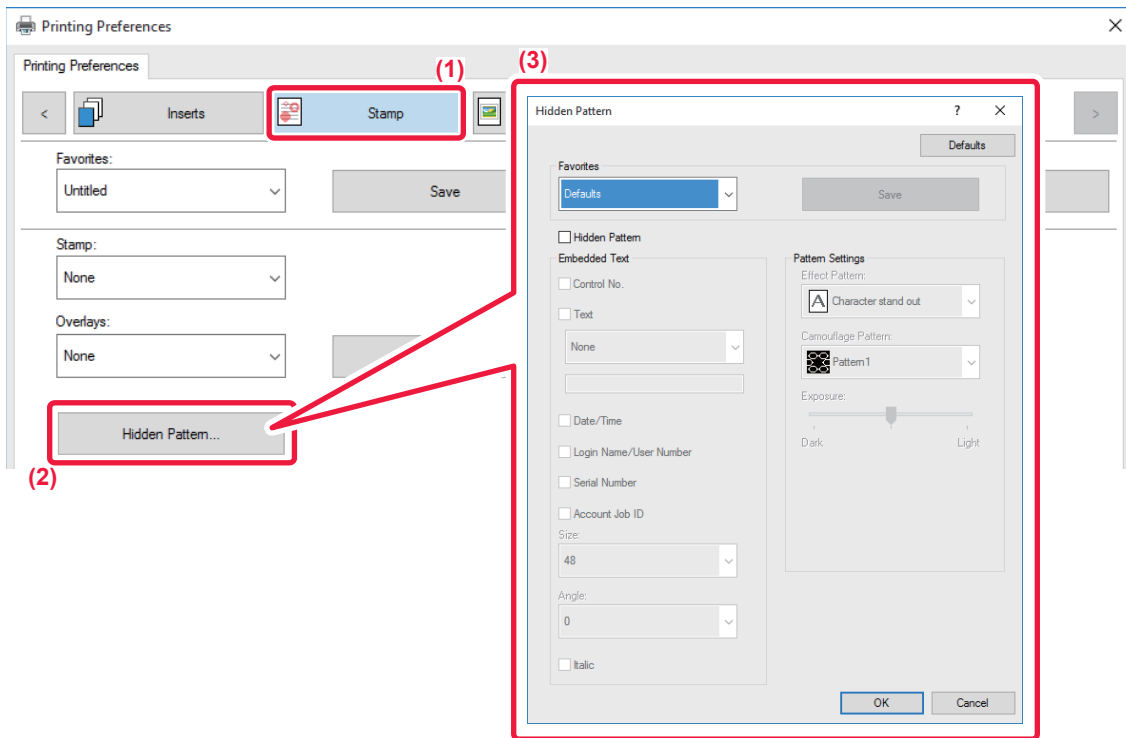 Printing Preferences
Printing Preferences
(1)
(3)
<
Inserts
Stamp
>
Favorites:
Untitled
Save
Stamp:
None
Overlays:
None
Hidden Pattern...
(2)
Hidden Pattern
?
Defaults
Favorites
Defaults
Save
Hidden Pattern
Embedded Text
Control No.
Text
None
Date/Time
Login Name/User Number
Serial Number
Account Job ID
Size:
48
Angle:
0
Italic
Pattern Settings
Effect Pattern:
A Character stand out
Camouflage Pattern:
Pattern1
Exposure:
Dark Light
OK Cancel